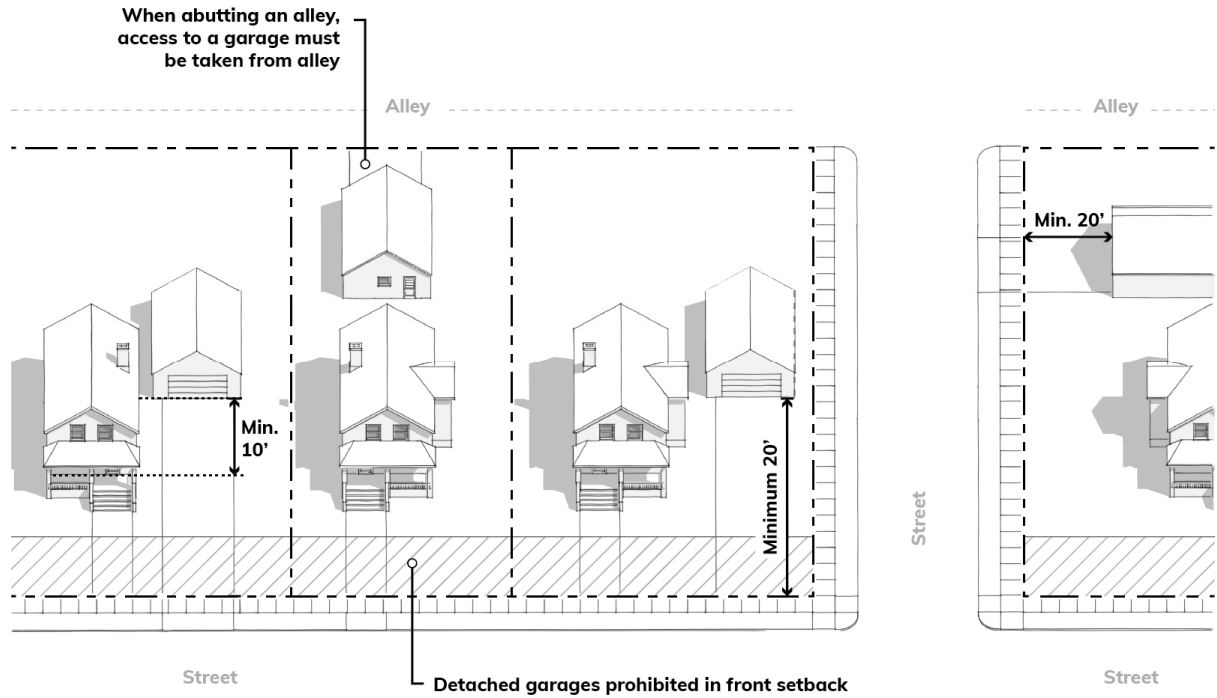 When abutting an alley,
access to a garage must
be taken from alley
Alley
Alley
Min. 20’
Min.
10’
Minimum 20’
Street
Street
Detached garages prohibited in front setback
Street